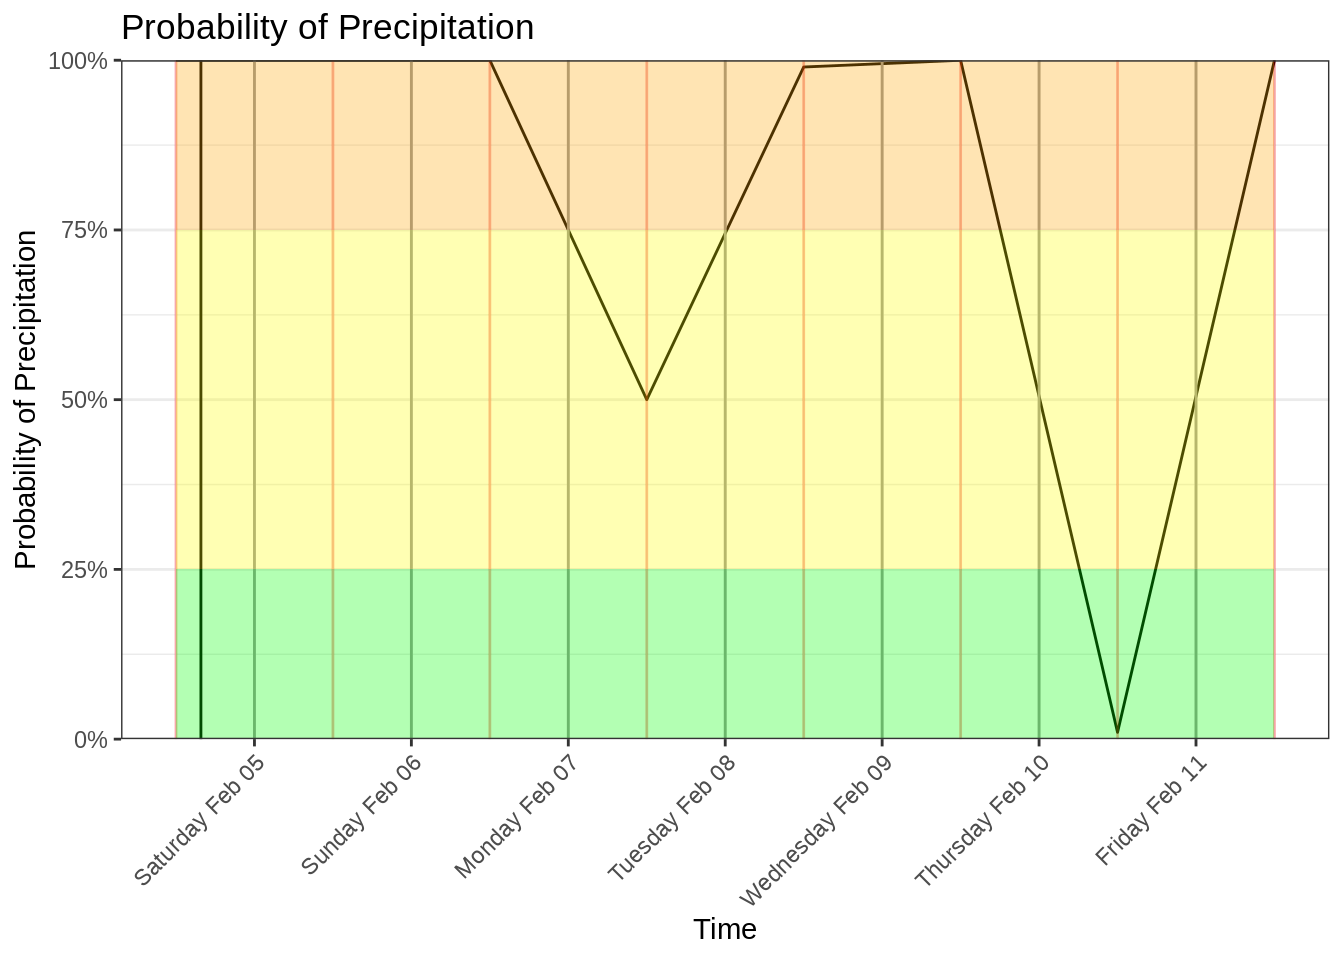 Probability of Precipitation
Probability of Precipitation
100%
75%
50%
25%
0%
Saturday Feb 05
Sunday Feb 06
Monday Feb 07
Tuesday Feb 08
Wednesday Feb 09
Thursday Feb 10
Friday Feb 11
Time